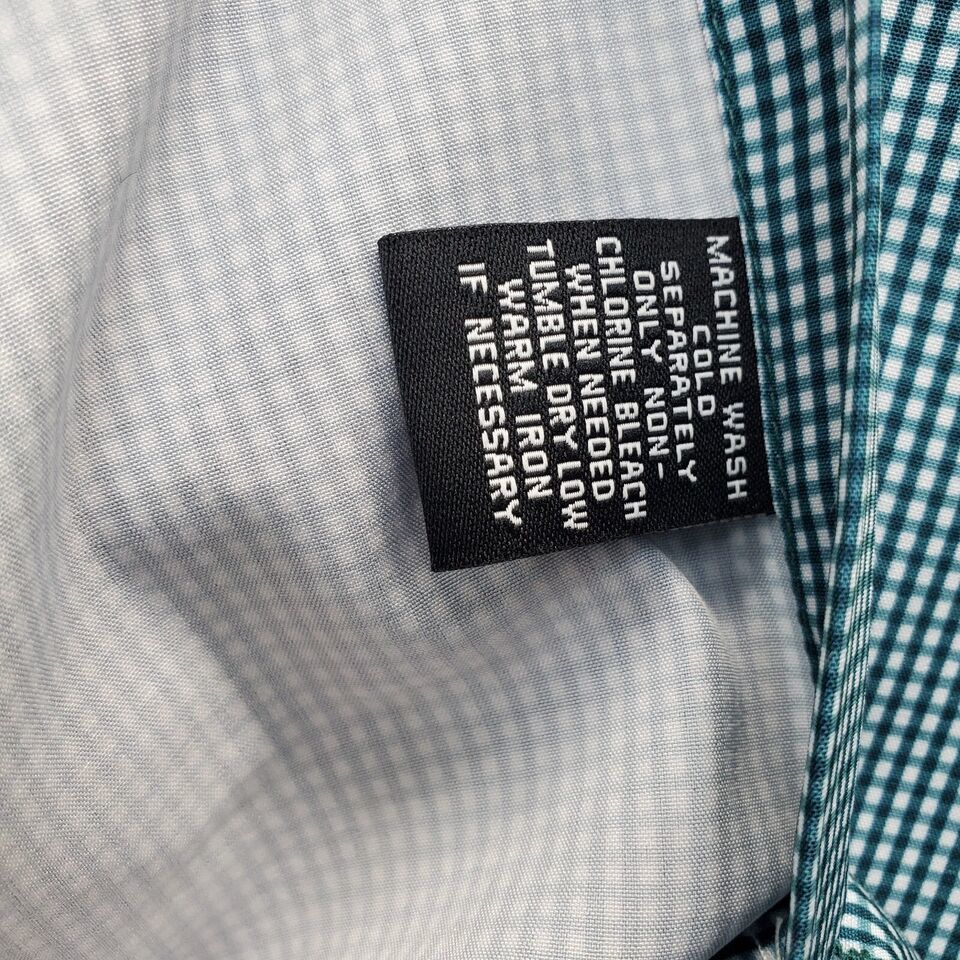 MACHINE WASH
COLD
SEPARATELY
ONLY NON-
CHLORINE BLEACH
WHEN NEEDED
TUMBLE DRY LOW
WARM IRON
IF NECESSARY